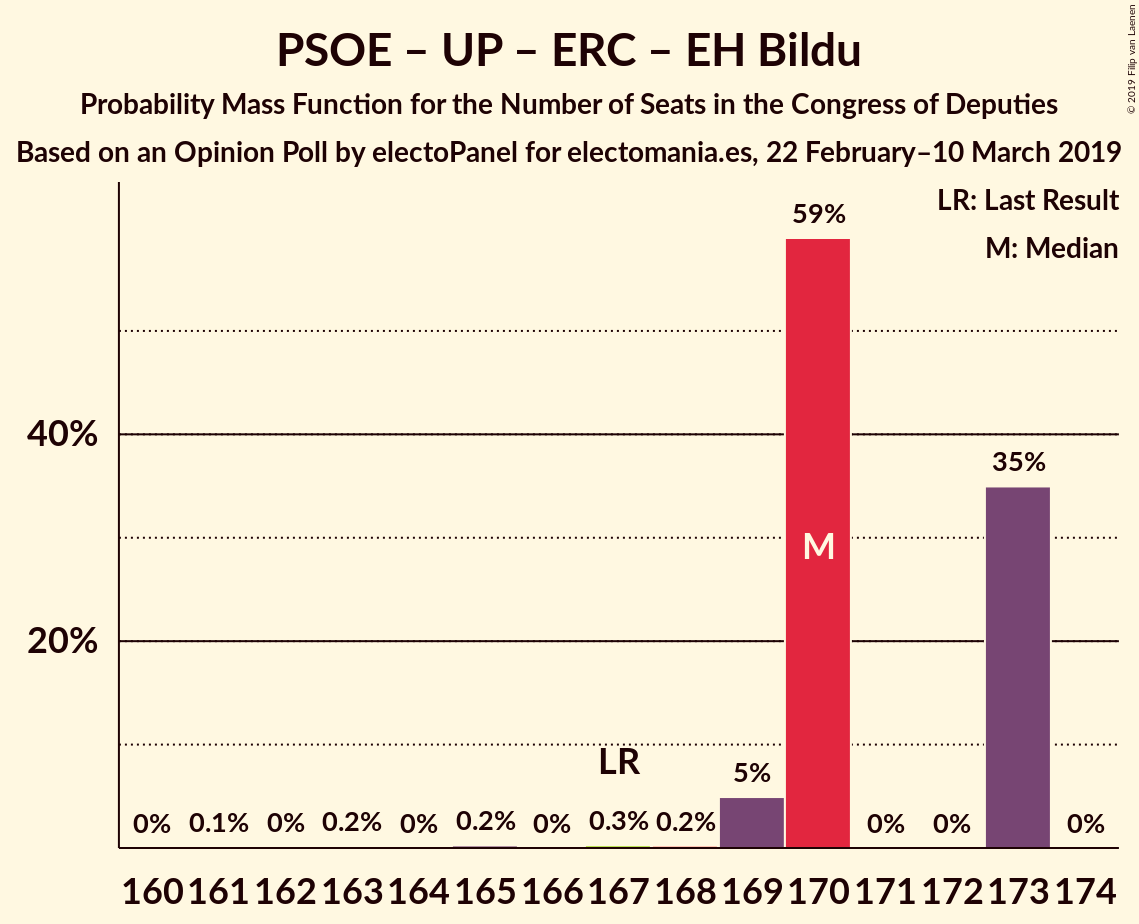 PSOE – UP – ERC – EH Bildu
Probability Mass Function for the Number of Seats in the Congress of Deputies
Based on an Opinion Poll by electoPanel for electomania.es, 22 February–10 March 2019
© 2019 Filip van Laenen
LR: Last Result
M: Median
59%
40%
35%
M
20%
LR
5%
0% 0.1% 0% 0.2% 0% 0.2% 0% 0.3% 0.2% 0% 0% 0%
160 161 162 163 164 165 166 167 168 169 170 171 172 173 174